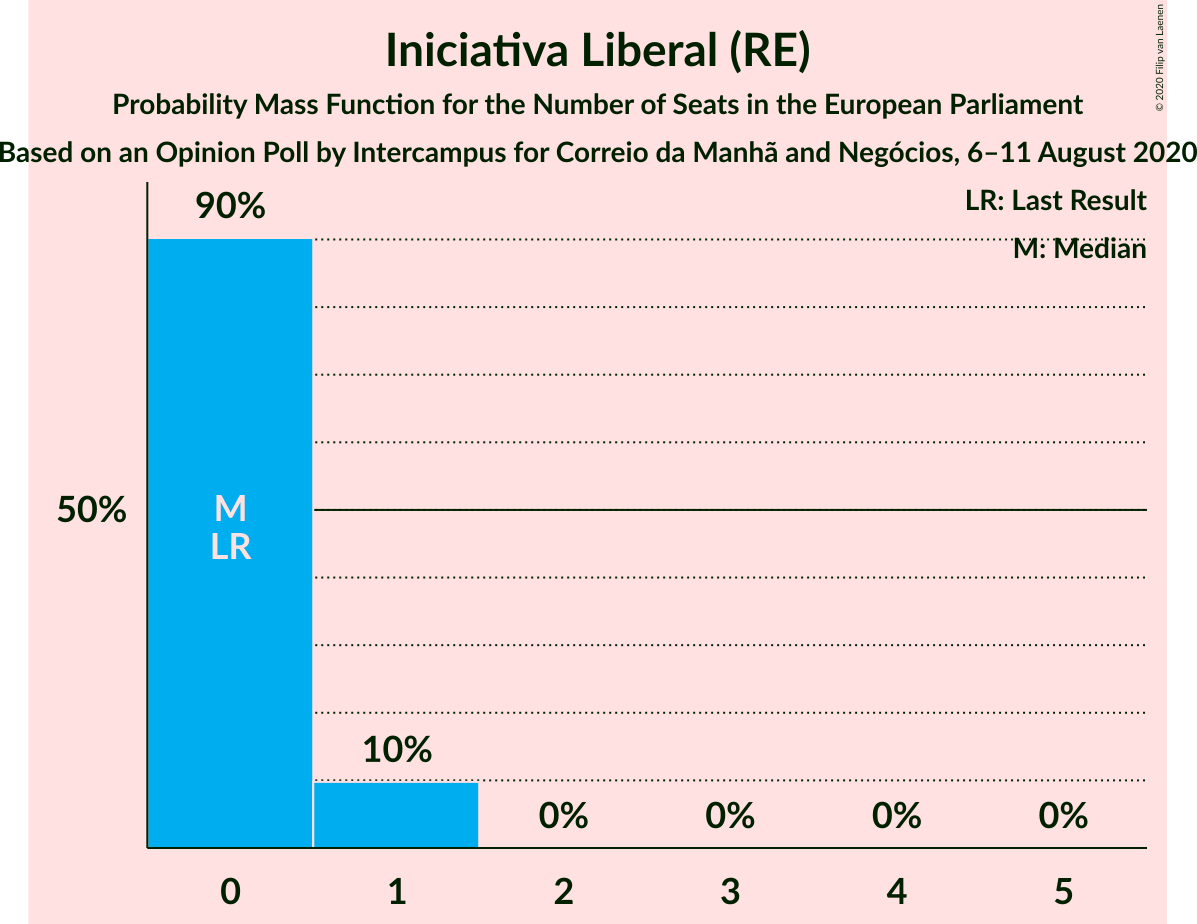 Iniciativa Liberal (RE)
Probability Mass Function for the Number of Seats in the European Parliament
Based on an Opinion Poll by Intercampus for Correio da Manhã and Negócios, 6–11 August 2020
© 2020 Filip van Laenen
LR: Last Result
M: Median
90%
50%
M
LR
10%
0%
0%
0%
0%
0
1
2
3
4
5